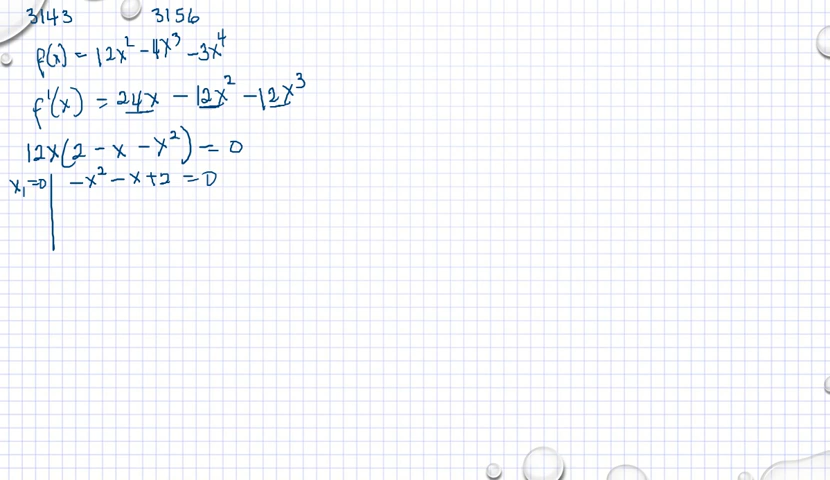 3143 3156
f(x) = 12x² - 4x³ - 3x⁴
f'(x) = 24x - 12x² - 12x³
12x(2 - x - x²) = 0
x₁ = 0 | -x² - x + 2 = 0